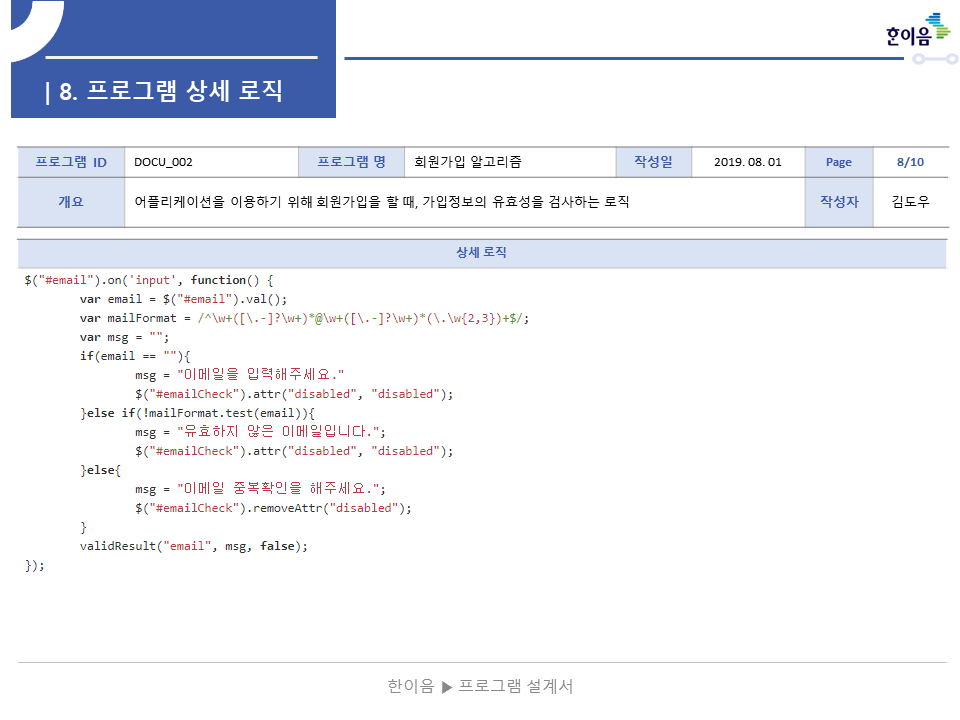 한이음
| 8. 프로그램 상세 로직
프로그램 ID DOCU_002 프로그램 명 회원가입 알고리즘 작성일 2019. 08. 01 Page 8/10
개요 어플리케이션을 이용하기 위해 회원가입을 할 때, 가입정보의 유효성을 검사하는 로직 작성자 김도우
상세 로직
$("#email").on('input', function() {
var email = $("#email").val();
var mailFormat = /^\w+([\.-]?\w+)*@\w+([\.-]?\w+)*(\.\w{2,3})+$/;
var msg = "";
if(email == ""){
msg = "이메일을 입력해주세요."
$("#emailCheck").attr("disabled", "disabled");
}else if(!mailFormat.test(email)){
msg = "유효하지 않은 이메일입니다.";
$("#emailCheck").attr("disabled", "disabled");
}else{
msg = "이메일 중복확인을 해주세요.";
$("#emailCheck").removeAttr("disabled");
}
validResult("email", msg, false);
});
한이음 ▶ 프로그램 설계서